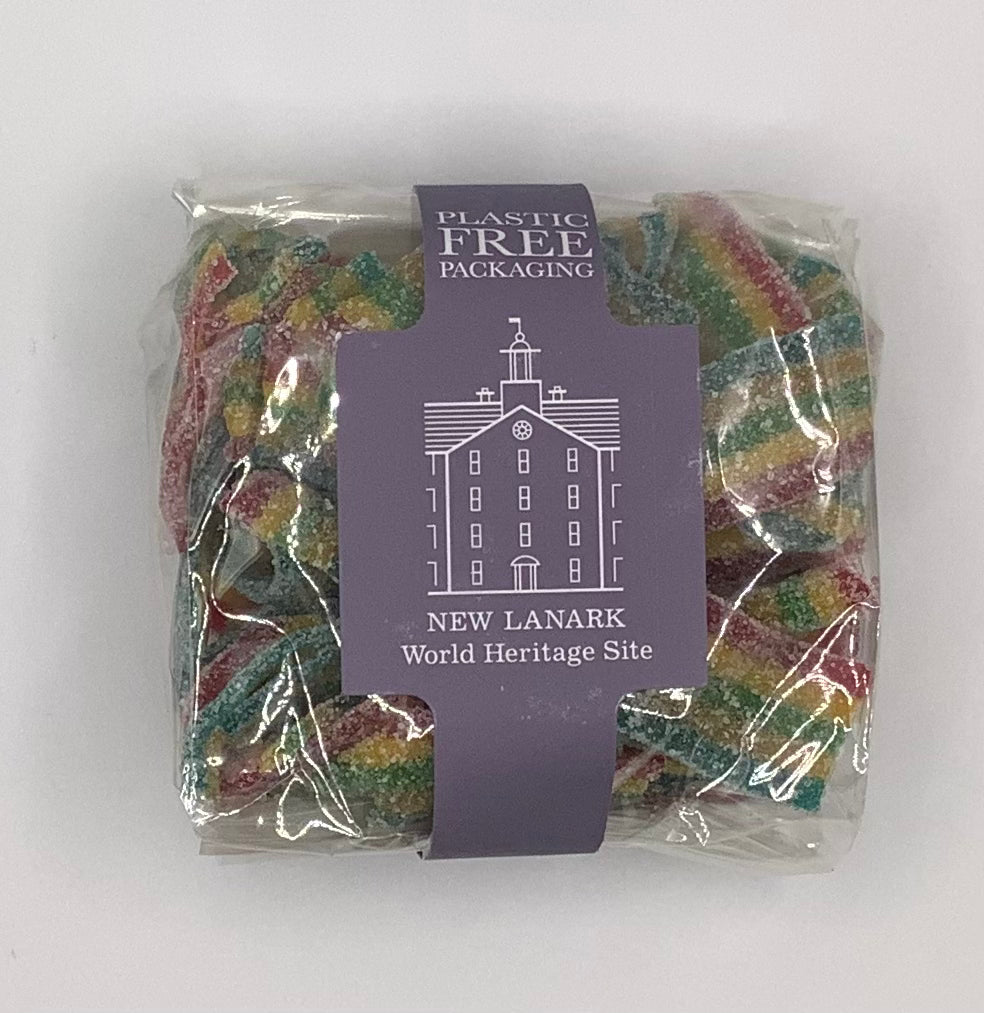 PLASTIC
FREE
PACKAGING
NEW LANARK
World Heritage Site